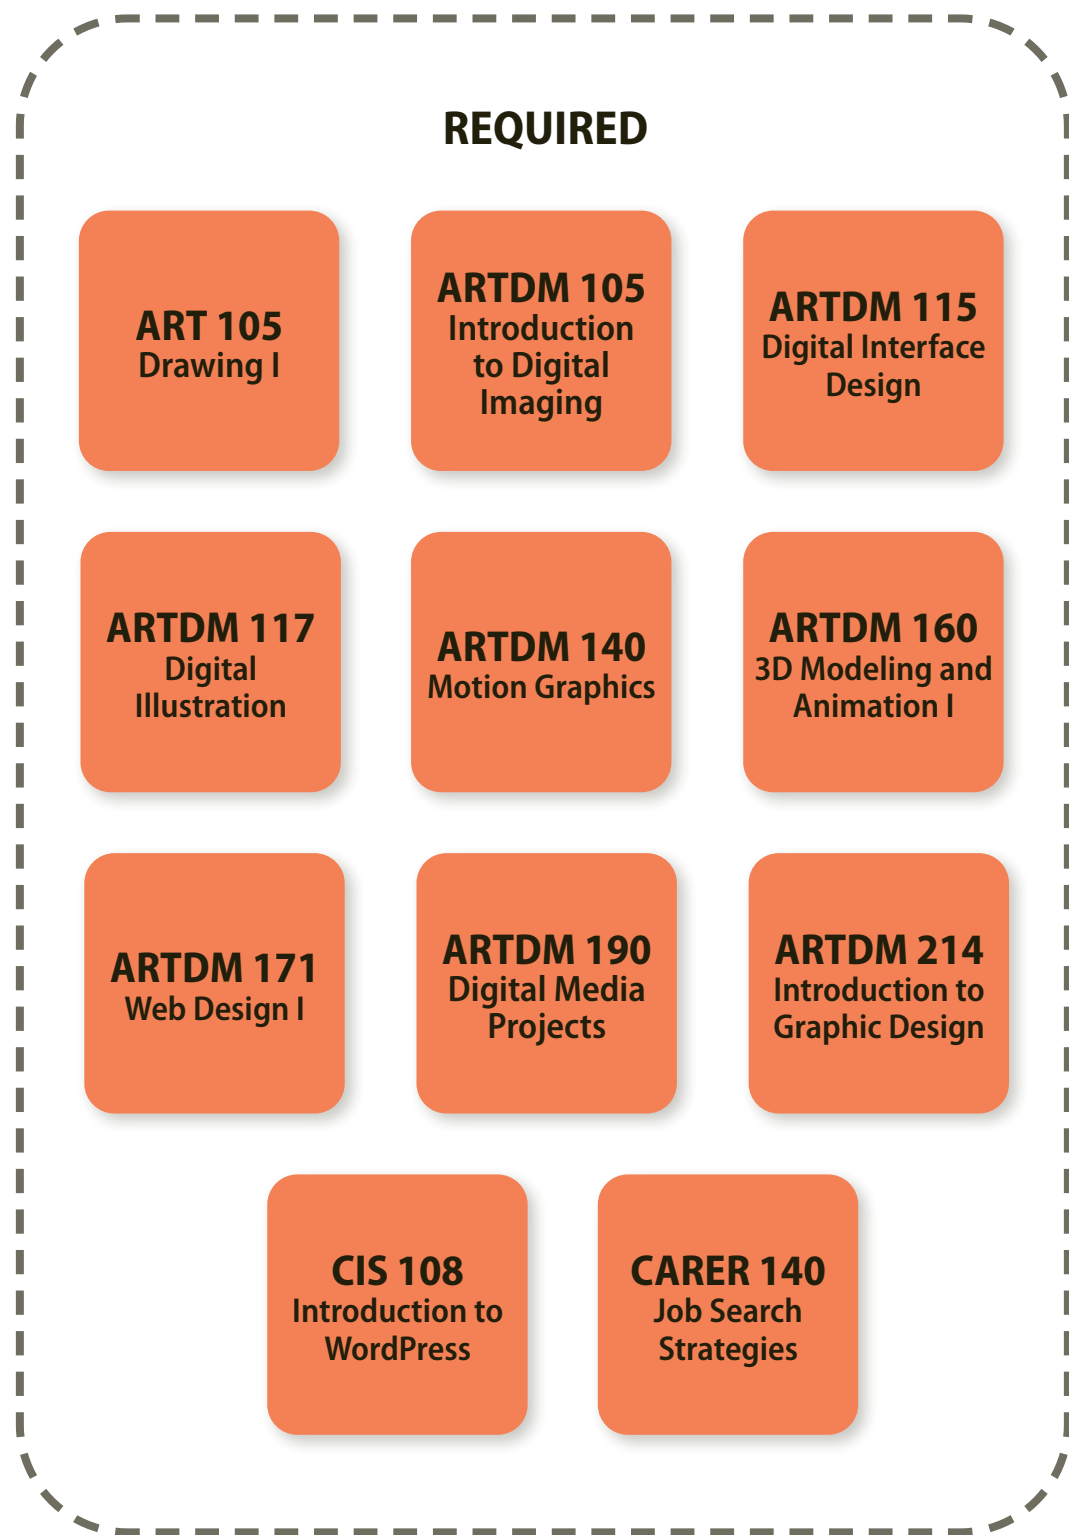 REQUIRED
ART 105
Drawing I
ARTDM 105
Introduction
to Digital
Imaging
ARTDM 115
Digital Interface
Design
ARTDM 117
Digital
Illustration
ARTDM 140
Motion Graphics
ARTDM 160
3D Modeling and
Animation I
ARTDM 171
Web Design I
ARTDM 190
Digital Media
Projects
ARTDM 214
Introduction to
Graphic Design
CIS 108
Introduction to
WordPress
CARER 140
Job Search
Strategies